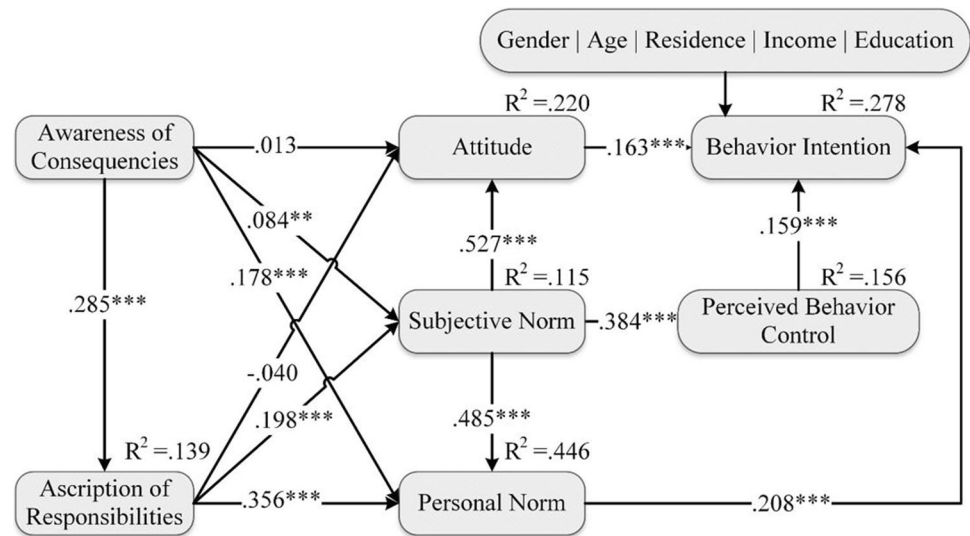 Gender | Age | Residence | Income | Education
R² =.220
R² =.278
Awareness of
Consequencies
.013
Attitude
.163***
Behavior Intention
.084**
.527***
.159***
.178***
R² =.115
R² =.156
.285***
Subjective Norm
.384***
Perceived Behavior
Control
-.040
.198***
.485***
R² =.139
R² =.446
Ascription of
Responsibilities
.356***
Personal Norm
.208***